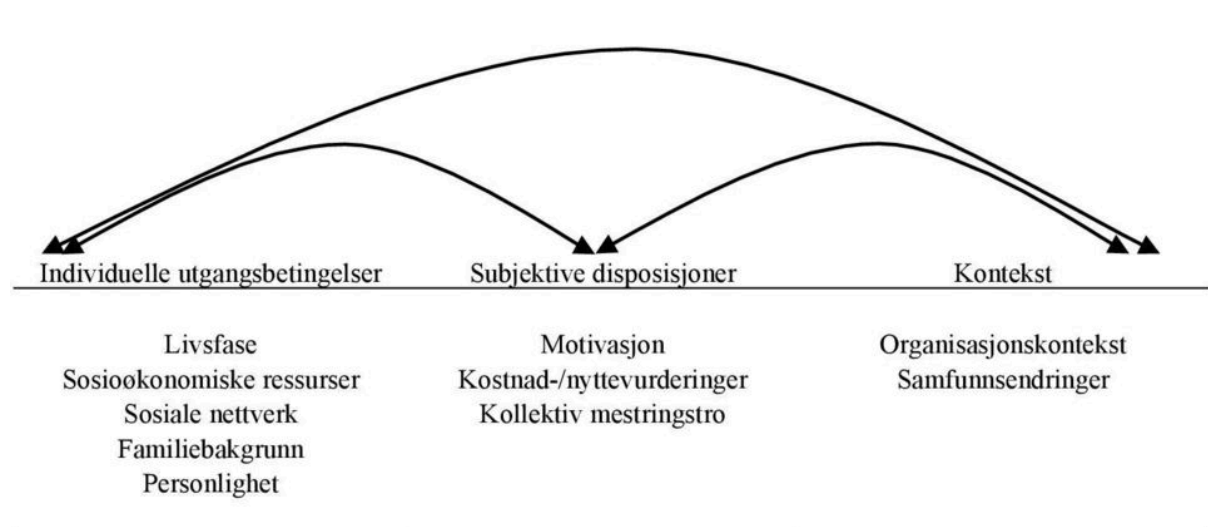 Individuelle utgangsbetingelser
Subjektive disposisjoner
Kontekst
Livsfase
Sosioøkonomiske ressurser
Sosiale nettverk
Familiebakgrunn
Personlighet
Motivasjon
Kostnad-/nyttevurderinger
Kollektiv mestringstro
Organisasjonskontekst
Samfunnsendringer